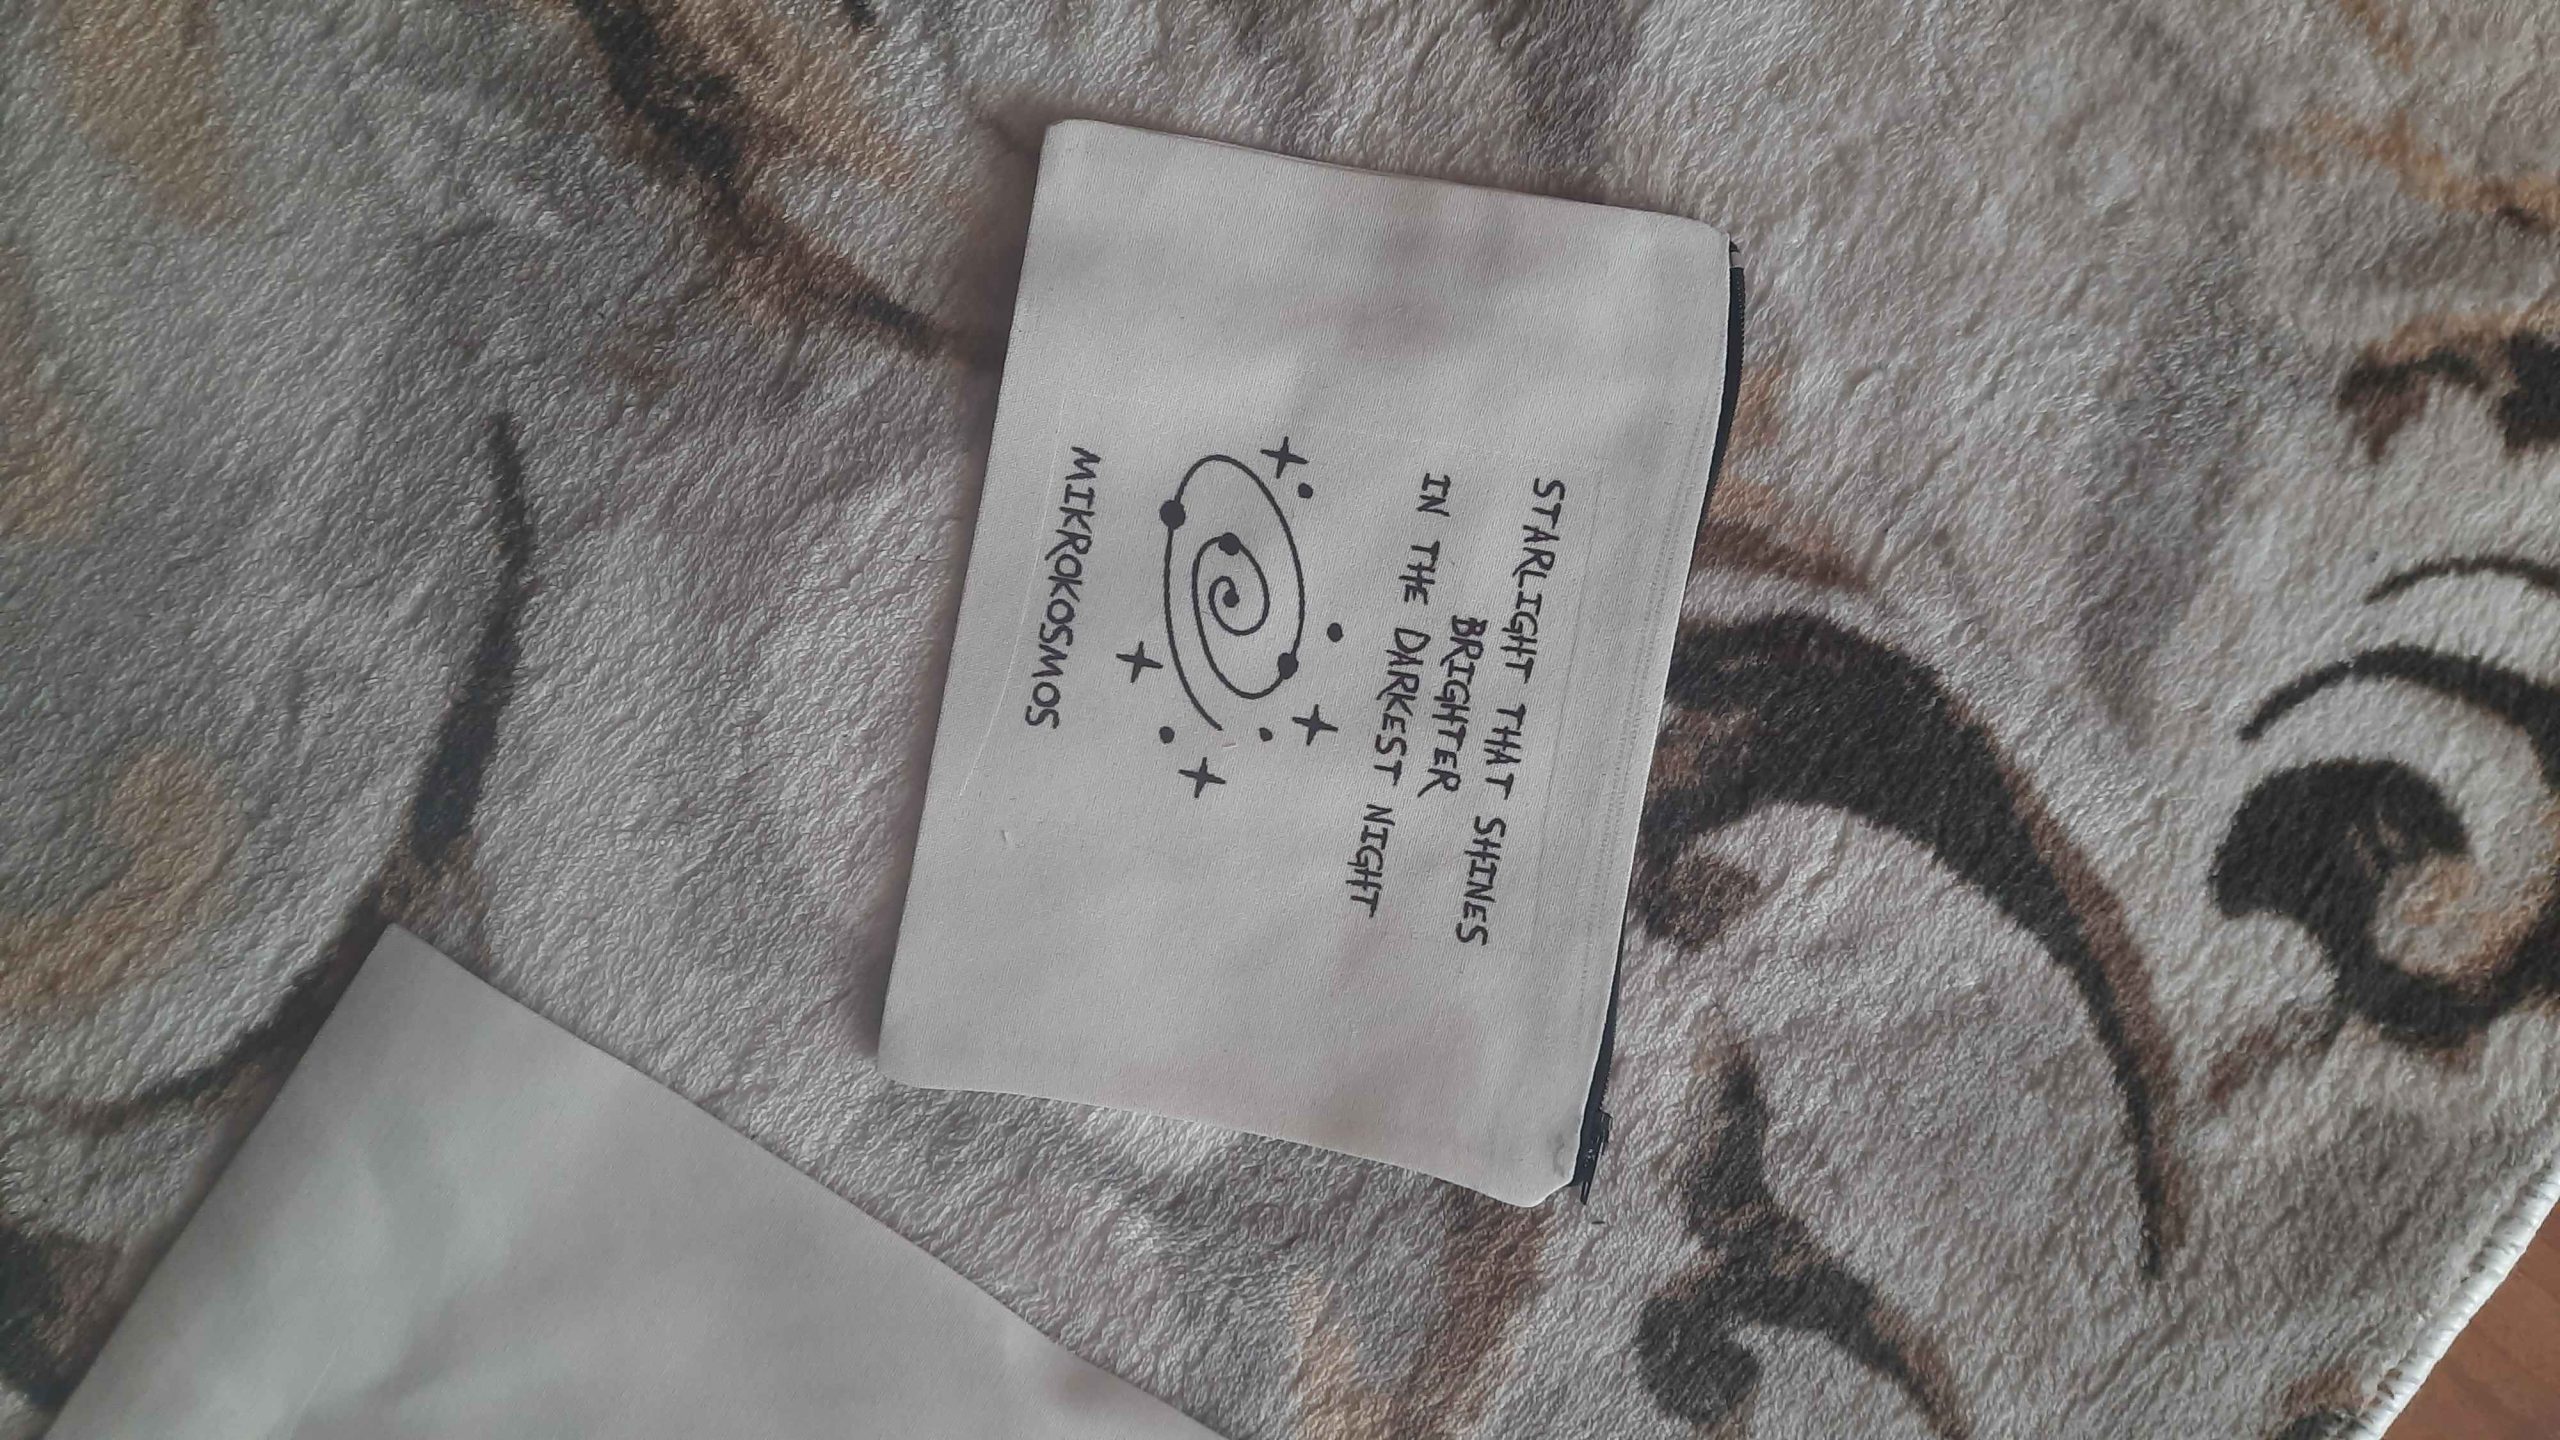 STARLIGHT THAT SHINES
BRIGHTER
IN THE DARKEST NIGHT
MIKROKOSMOS